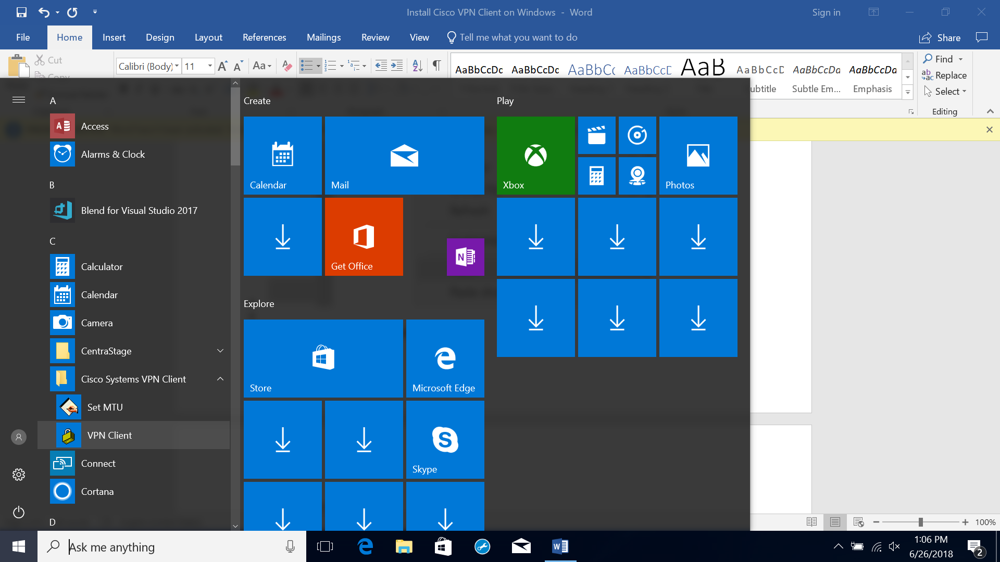 Install Cisco VPN Client on Windows - Word
Sign in
File
Home
Insert
Design
Layout
References
Mailings
Review
View
Tell me what you want to do
Share
Cut
Copy
Calibri (Body)
11
Aa
AaBbCcDc
AaBbCcDc
AaBbCc
AaBbCcD
AaB
AaBbCcD
AaBbCcDa
AaBbCcDa
ubtitle
Subtle Em...
Emphasis
Find
Replace
Select
Editing
A
Access
Alarms & Clock
B
Blend for Visual Studio 2017
C
Calculator
Calendar
Camera
CentraStage
Cisco Systems VPN Client
Set MTU
VPN Client
Connect
Cortana
D
Create
Calendar
Mail
Get Office
Explore
Store
Microsoft Edge
Skype
Play
Xbox
Photos
100%
Ask me anything
1:06 PM
6/26/2018
2